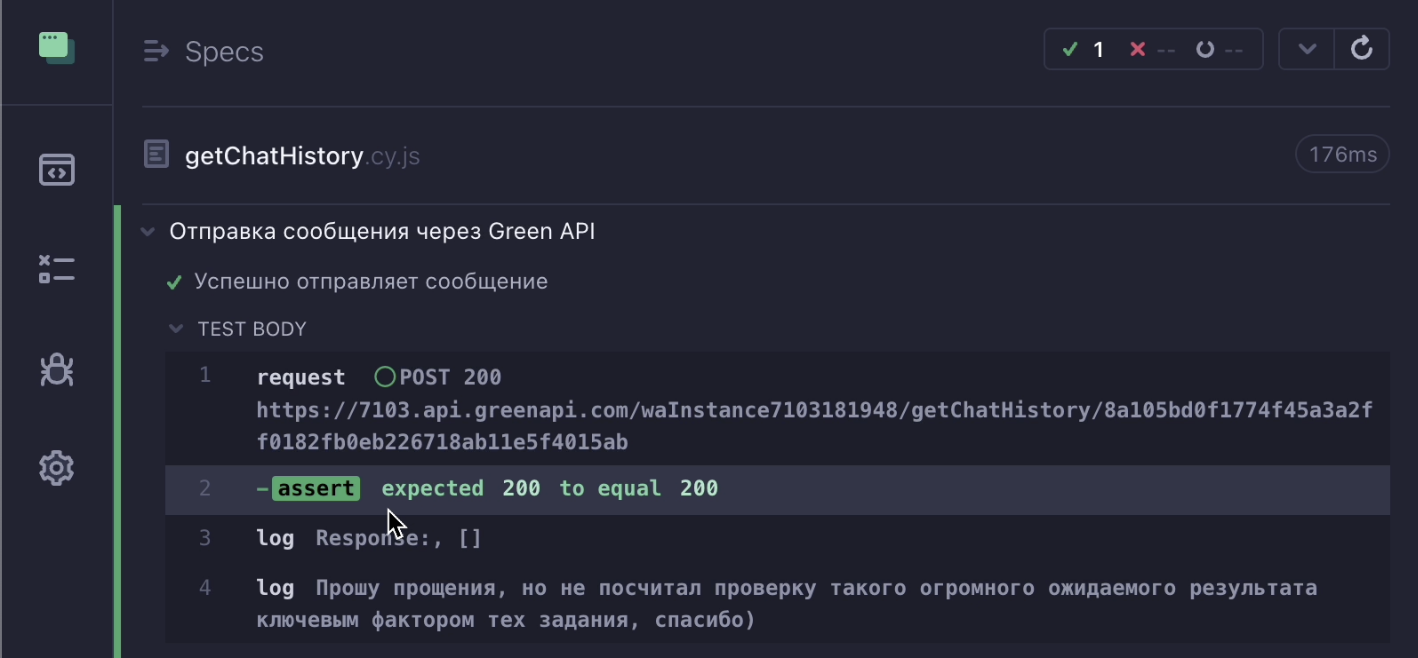 Specs
1 -- --
getChatHistory.cy.js 176ms
Отправка сообщения через Green API
Успешно отправляет сообщение
TEST BODY
1 request POST 200
https://7103.api.greenapi.com/waInstance7103181948/getChatHistory/8a105bd0f1774f45a3a2f
f0182fb0eb226718ab11e5f4015ab
2 -assert expected 200 to equal 200
3 log Response:, []
4 log Прошу прощения, но не посчитал проверку такого огромного ожидаемого результата
ключевым фактором тех задания, спасибо)